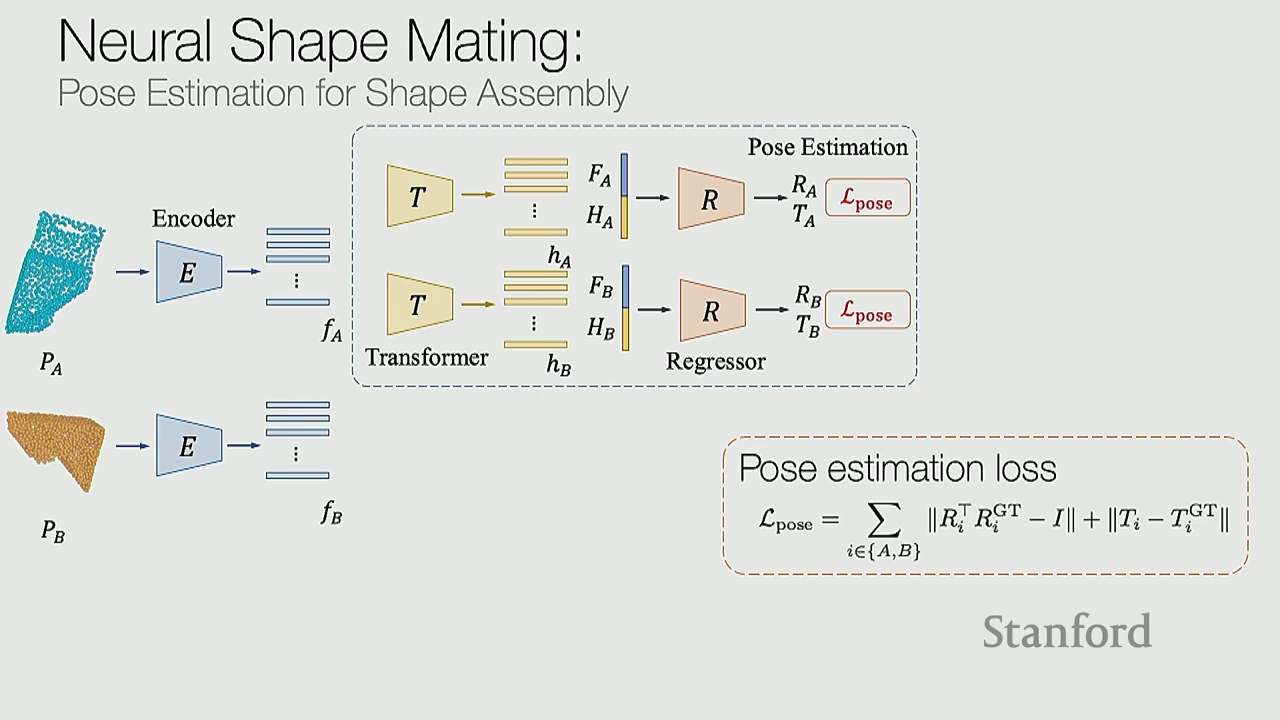 Neural Shape Mating:
Pose Estimation for Shape Assembly
Pose Estimation
T
F_A
H_A
R
R_A
T_A
ℒ_pose
h_A
Encoder
E
f_A
P_A
T
F_B
H_B
R
R_B
T_B
ℒ_pose
Transformer
h_B
Regressor
E
f_B
P_B
Pose estimation loss
ℒ_pose = ∑_{i∈{A,B}} ‖R_i^⊤ R_i^GT − I‖ + ‖T_i − T_i^GT‖
Stanford